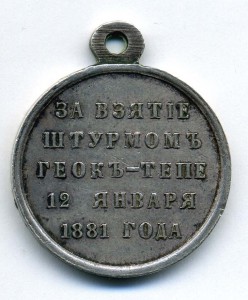 ЗА ВЗЯТІЕ
ШТУРМОМЪ
ГЕОКЪ-ТЕПЕ
12 ЯНВАРЯ
1881 ГОДА